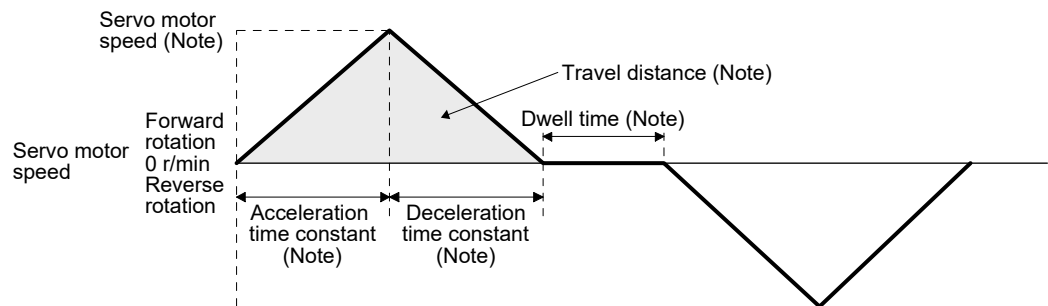 Servo motor
speed (Note)
Travel distance (Note)
Dwell time (Note)
Servo motor
speed
Forward
rotation
0 r/min
Reverse
rotation
Acceleration
time constant
(Note)
Deceleration
time constant
(Note)